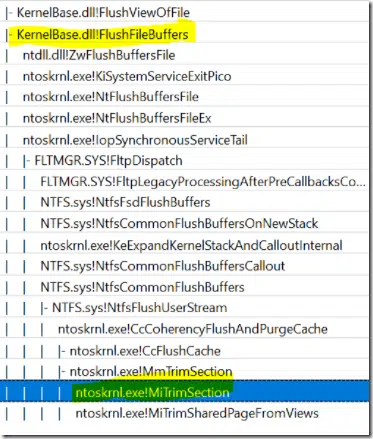 |- KernelBase.dll!FlushViewOfFile
|- KernelBase.dll!FlushFileBuffers
| ntdll.dll!ZwFlushBuffersFile
| ntoskrnl.exe!KiSystemServiceExitPico
| ntoskrnl.exe!NtFlushBuffersFile
| ntoskrnl.exe!NtFlushBuffersFileEx
| ntoskrnl.exe!IopSynchronousServiceTail
| |- FLTMGR.SYS!FltpDispatch
| | FLTMGR.SYS!FltpLegacyProcessingAfterPreCallbacksCo...
| | NTFS.sys!NtfsFsdFlushBuffers
| | NTFS.sys!NtfsCommonFlushBuffersOnNewStack
| | ntoskrnl.exe!KeExpandKernelStackAndCalloutInternal
| | NTFS.sys!NtfsCommonFlushBuffersCallout
| | NTFS.sys!NtfsCommonFlushBuffers
| | |- NTFS.sys!NtfsFlushUserStream
| | | ntoskrnl.exe!CcCoherencyFlushAndPurgeCache
| | | |- ntoskrnl.exe!CcFlushCache
| | | |- ntoskrnl.exe!MmTrimSection
| | | | ntoskrnl.exe!MiTrimSection
| | | | ntoskrnl.exe!MiTrimSharedPageFromViews